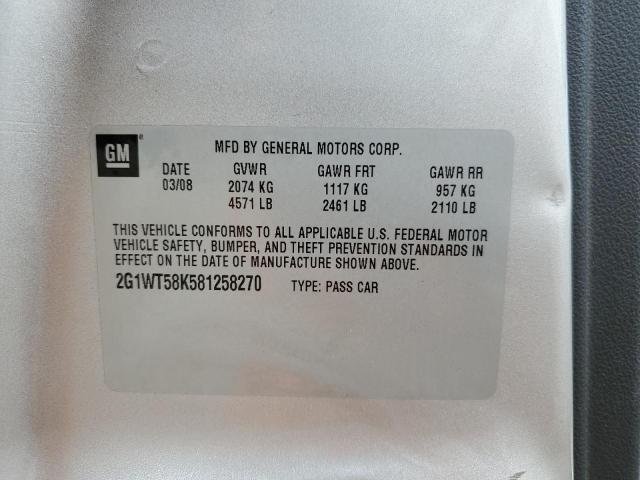 GM
MFD BY GENERAL MOTORS CORP.
DATE GVWR GAWR FRT GAWR RR
03/08 2074 KG 1117 KG 957 KG
4571 LB 2461 LB 2110 LB
THIS VEHICLE CONFORMS TO ALL APPLICABLE U.S. FEDERAL MOTOR
VEHICLE SAFETY, BUMPER, AND THEFT PREVENTION STANDARDS IN
EFFECT ON THE DATE OF MANUFACTURE SHOWN ABOVE.
2G1WT58K581258270 TYPE: PASS CAR